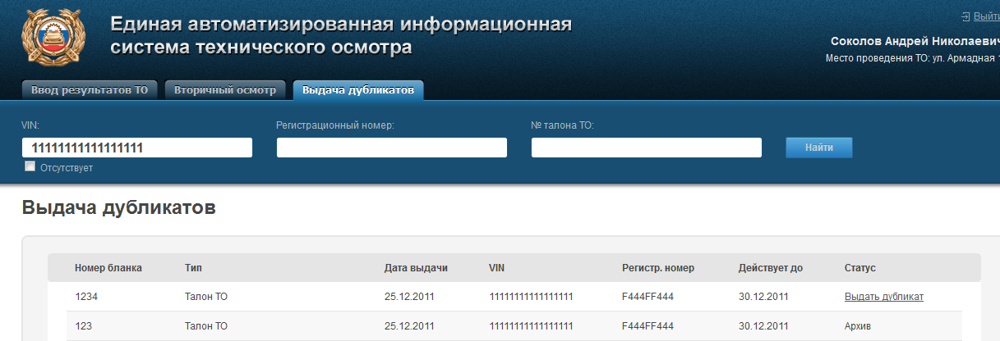 Единая автоматизированная информационная
система технического осмотра
Выйти
Соколов Андрей Николаевич
Место проведения ТО: ул. Армадная 1
Ввод результатов ТО Вторичный осмотр Выдача дубликатов
VIN: Регистрационный номер: № талона ТО:
11111111111111111 Найти
Отсутствует
Выдача дубликатов
Номер бланка Тип Дата выдачи VIN Регистр. номер Действует до Статус
1234 Талон ТО 25.12.2011 11111111111111111 F444FF444 30.12.2011 Выдать дубликат
123 Талон ТО 25.12.2011 11111111111111111 F444FF444 30.12.2011 Архив